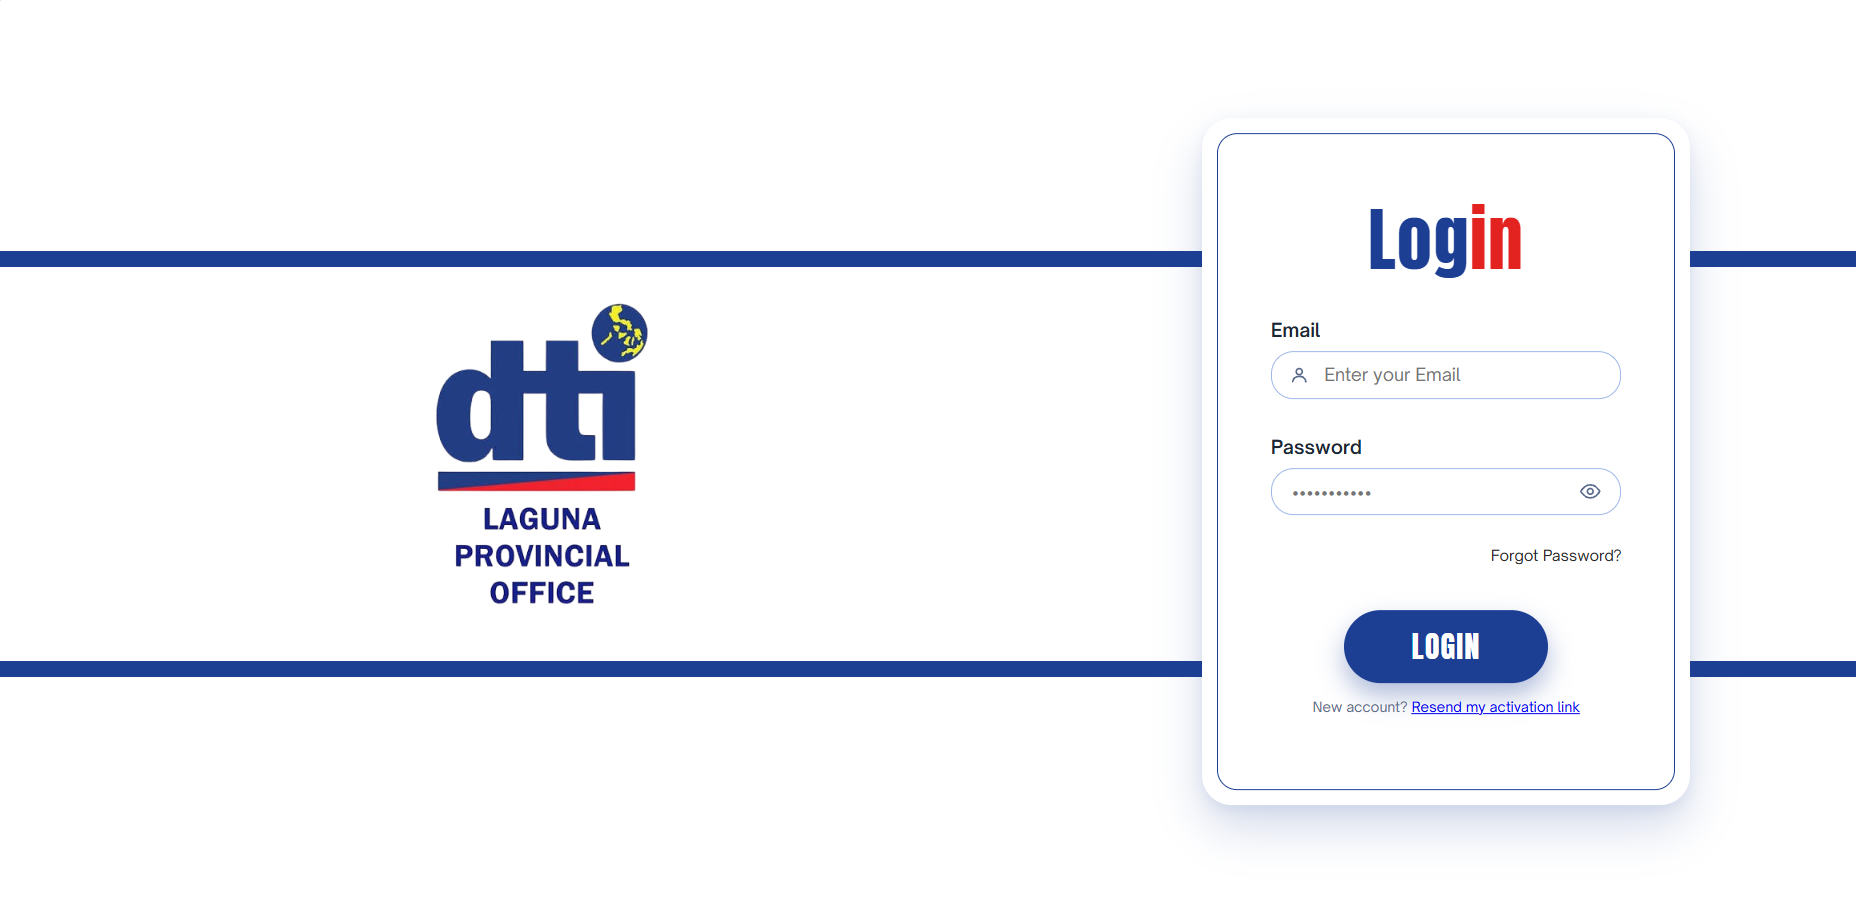 dti
LAGUNA
PROVINCIAL
OFFICE
Login
Email
Enter your Email
Password
•••••••••••
Forgot Password?
LOGIN
New account? Resend my activation link